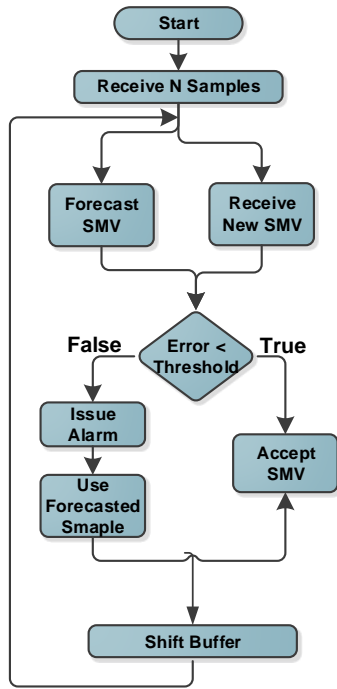 Start
Receive N Samples
Forecast
SMV
Receive
New SMV
Error <
Threshold
False
True
Issue
Alarm
Use
Forecasted
Smaple
Accept
SMV
Shift Buffer